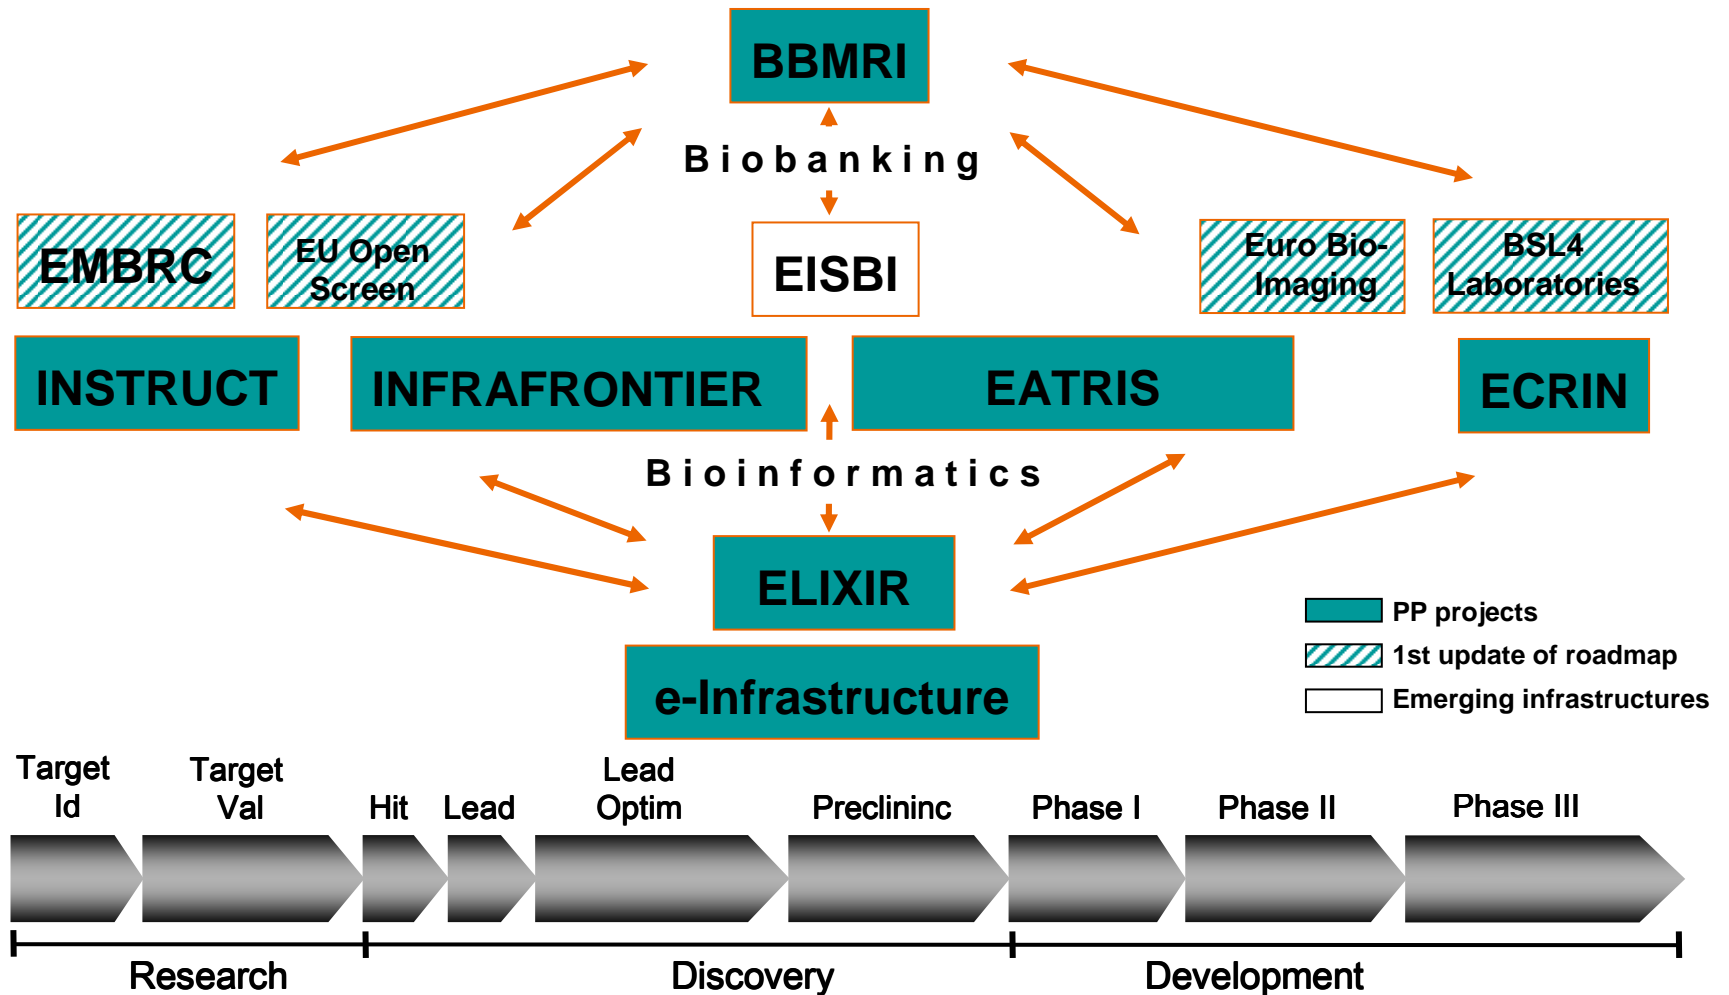 BBMRI
Biobanking
EMBRC
EU Open
Screen
EISBI
Euro Bio-
Imaging
BSL4
Laboratories
INSTRUCT
INFRAFRONTIER
EATRIS
ECRIN
Bioinformatics
ELIXIR
e-Infrastructure
PP projects
1st update of roadmap
Emerging infrastructures
Target
Id
Target
Val
Hit
Lead
Lead
Optim
Preclininc
Phase I
Phase II
Phase III
Research
Discovery
Development